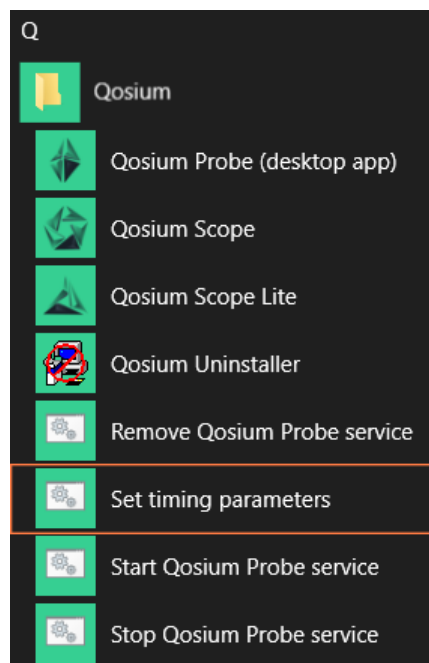 Q
Qosium
Qosium Probe (desktop app)
Qosium Scope
Qosium Scope Lite
Qosium Uninstaller
Remove Qosium Probe service
Set timing parameters
Start Qosium Probe service
Stop Qosium Probe service